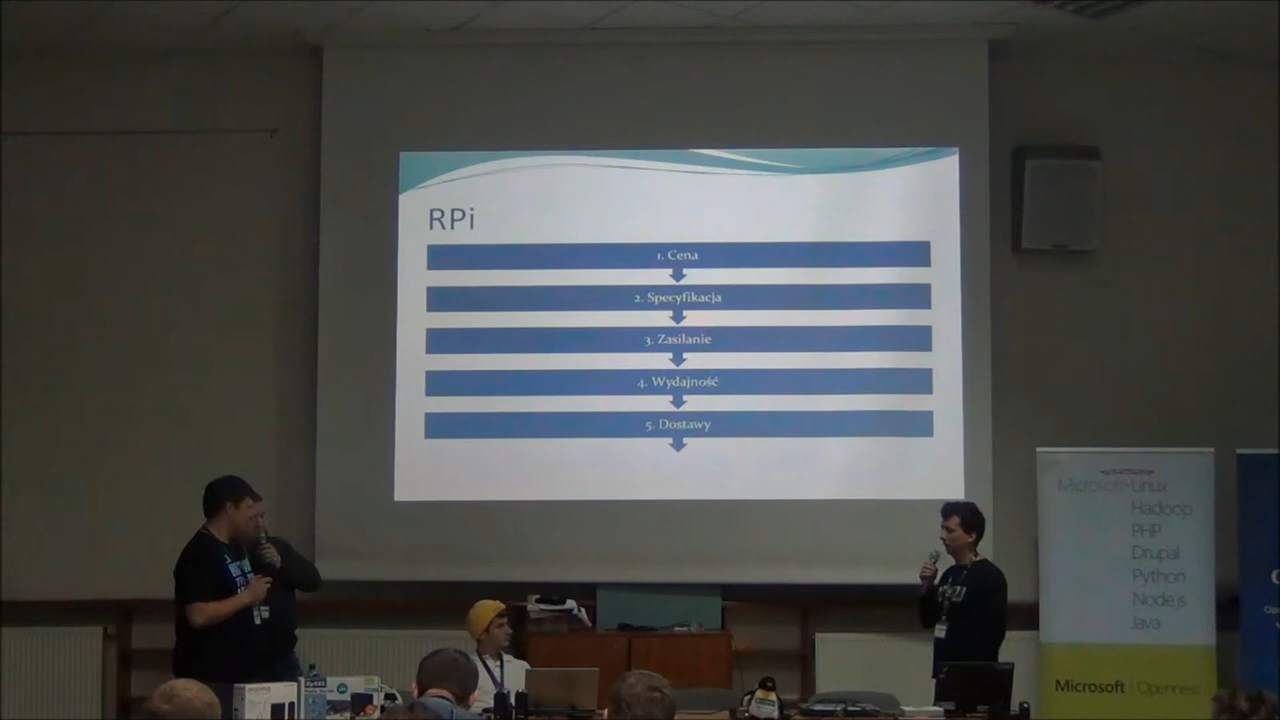 RPi
1. Cena
2. Specyfikacja
3. Zasilanie
4. Wydajność
5. Dostawy
Microsoft+Linux
Hadoop
PHP
Drupal
Python
Node.js
Java
Microsoft | Openness